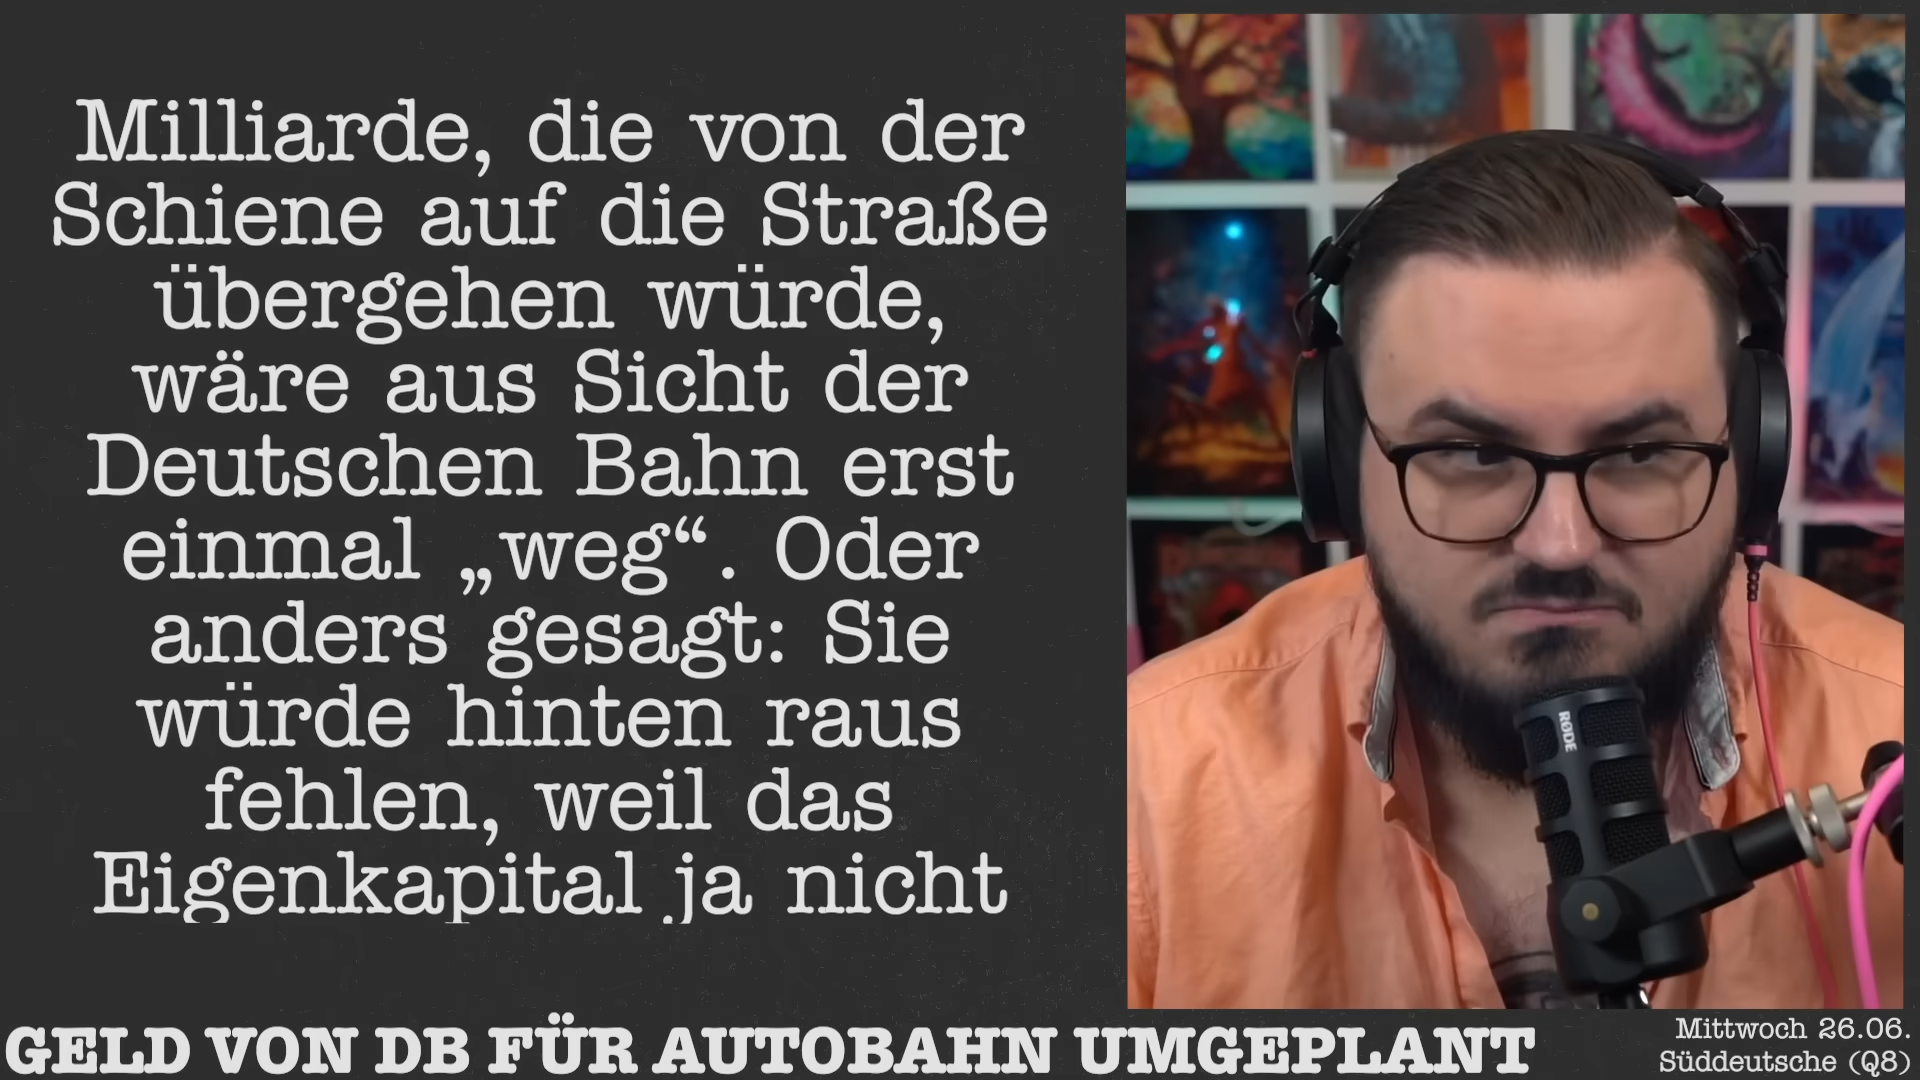 Milliarde, die von der
Schiene auf die Straße
übergehen würde,
wäre aus Sicht der
Deutschen Bahn erst
einmal „weg“. Oder
anders gesagt: Sie
würde hinten raus
fehlen, weil das
Eigenkapital ja nicht
RØDE
GELD VON DB FÜR AUTOBAHN UMGEPLANT
Mittwoch 26.06.
Süddeutsche (Q8)